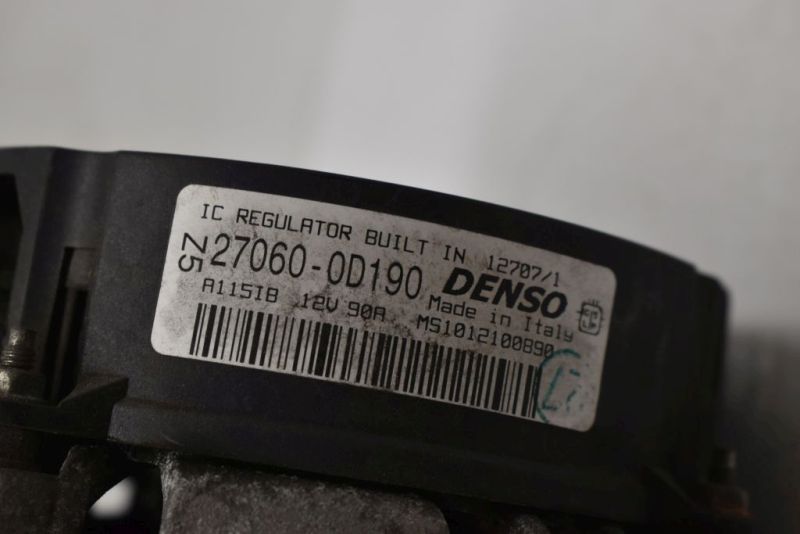 IC REGULATOR BUILT IN 12707/1
Z5 27060-0D190 DENSO
Made in Italy
A115IB 12V 90A MS1012100890